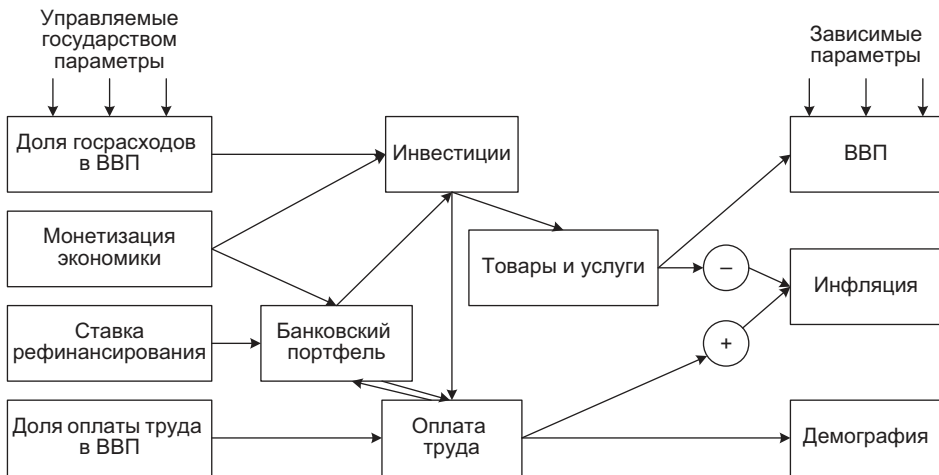 Управляемые
государством
параметры
Зависимые
параметры
Доля госрасходов
в ВВП
Инвестиции
ВВП
Монетизация
экономики
Товары и услуги
–
Инфляция
Ставка
рефинансирования
Банковский
портфель
+
Доля оплаты труда
в ВВП
Оплата
труда
Демография